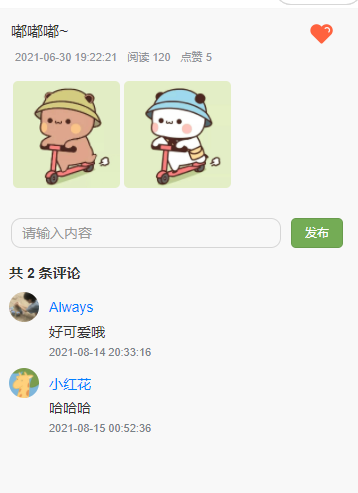 嘟嘟嘟~
2021-06-30 19:22:21 阅读 120 点赞 5
请输入内容 发布
共 2 条评论
Always
好可爱哦
2021-08-14 20:33:16
小红花
哈哈哈
2021-08-15 00:52:36